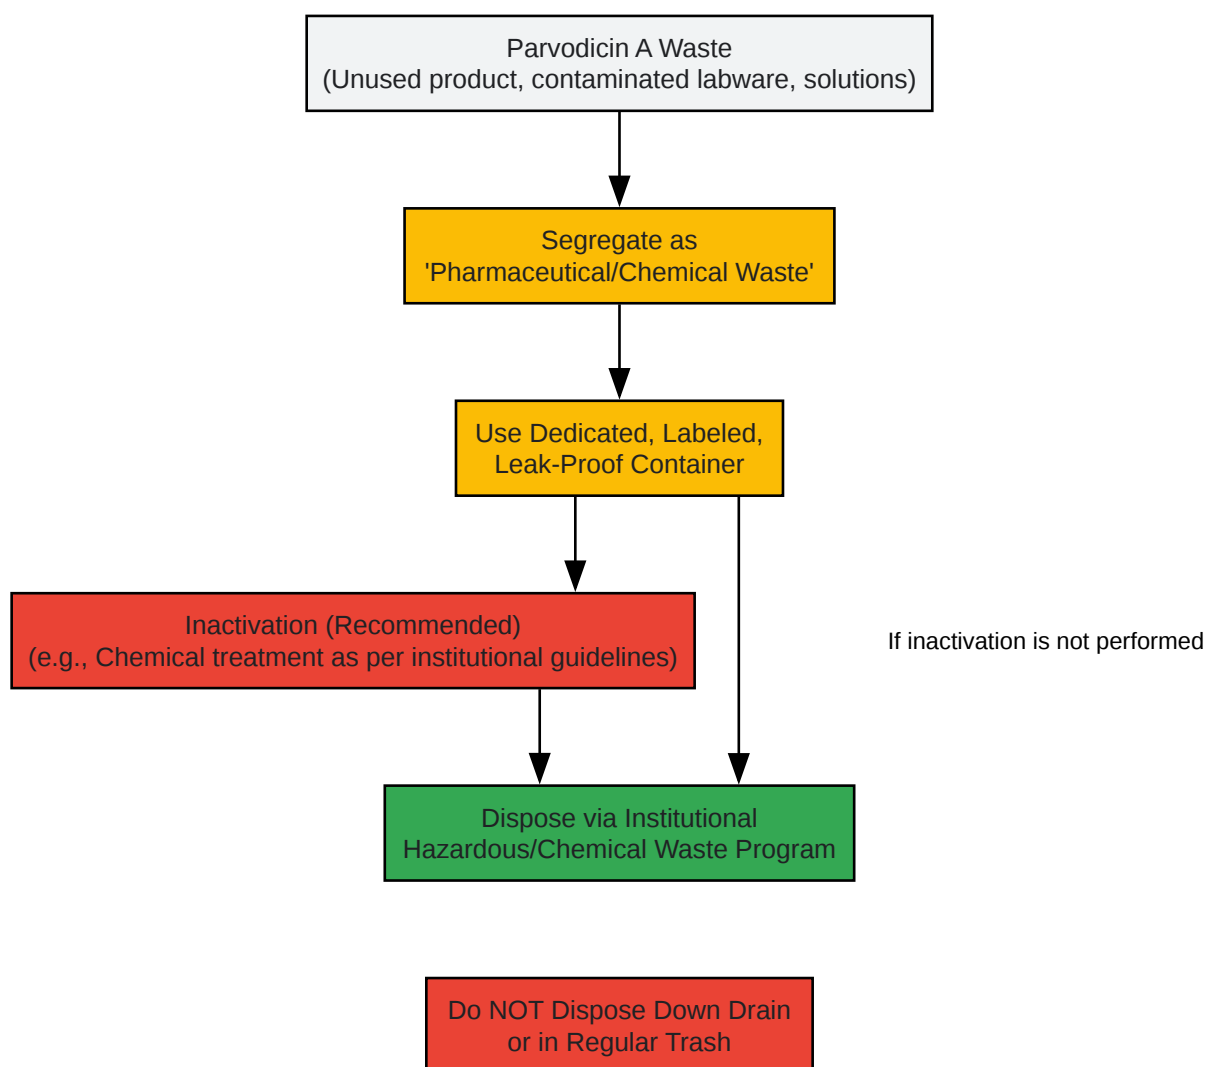 Parvodicin A Waste
(Unused product, contaminated labware, solutions)
Segregate as
'Pharmaceutical/Chemical Waste'
Use Dedicated, Labeled,
Leak-Proof Container
Inactivation (Recommended)
(e.g., Chemical treatment as per institutional guidelines)
If inactivation is not performed
Dispose via Institutional
Hazardous/Chemical Waste Program
Do NOT Dispose Down Drain
or in Regular Trash